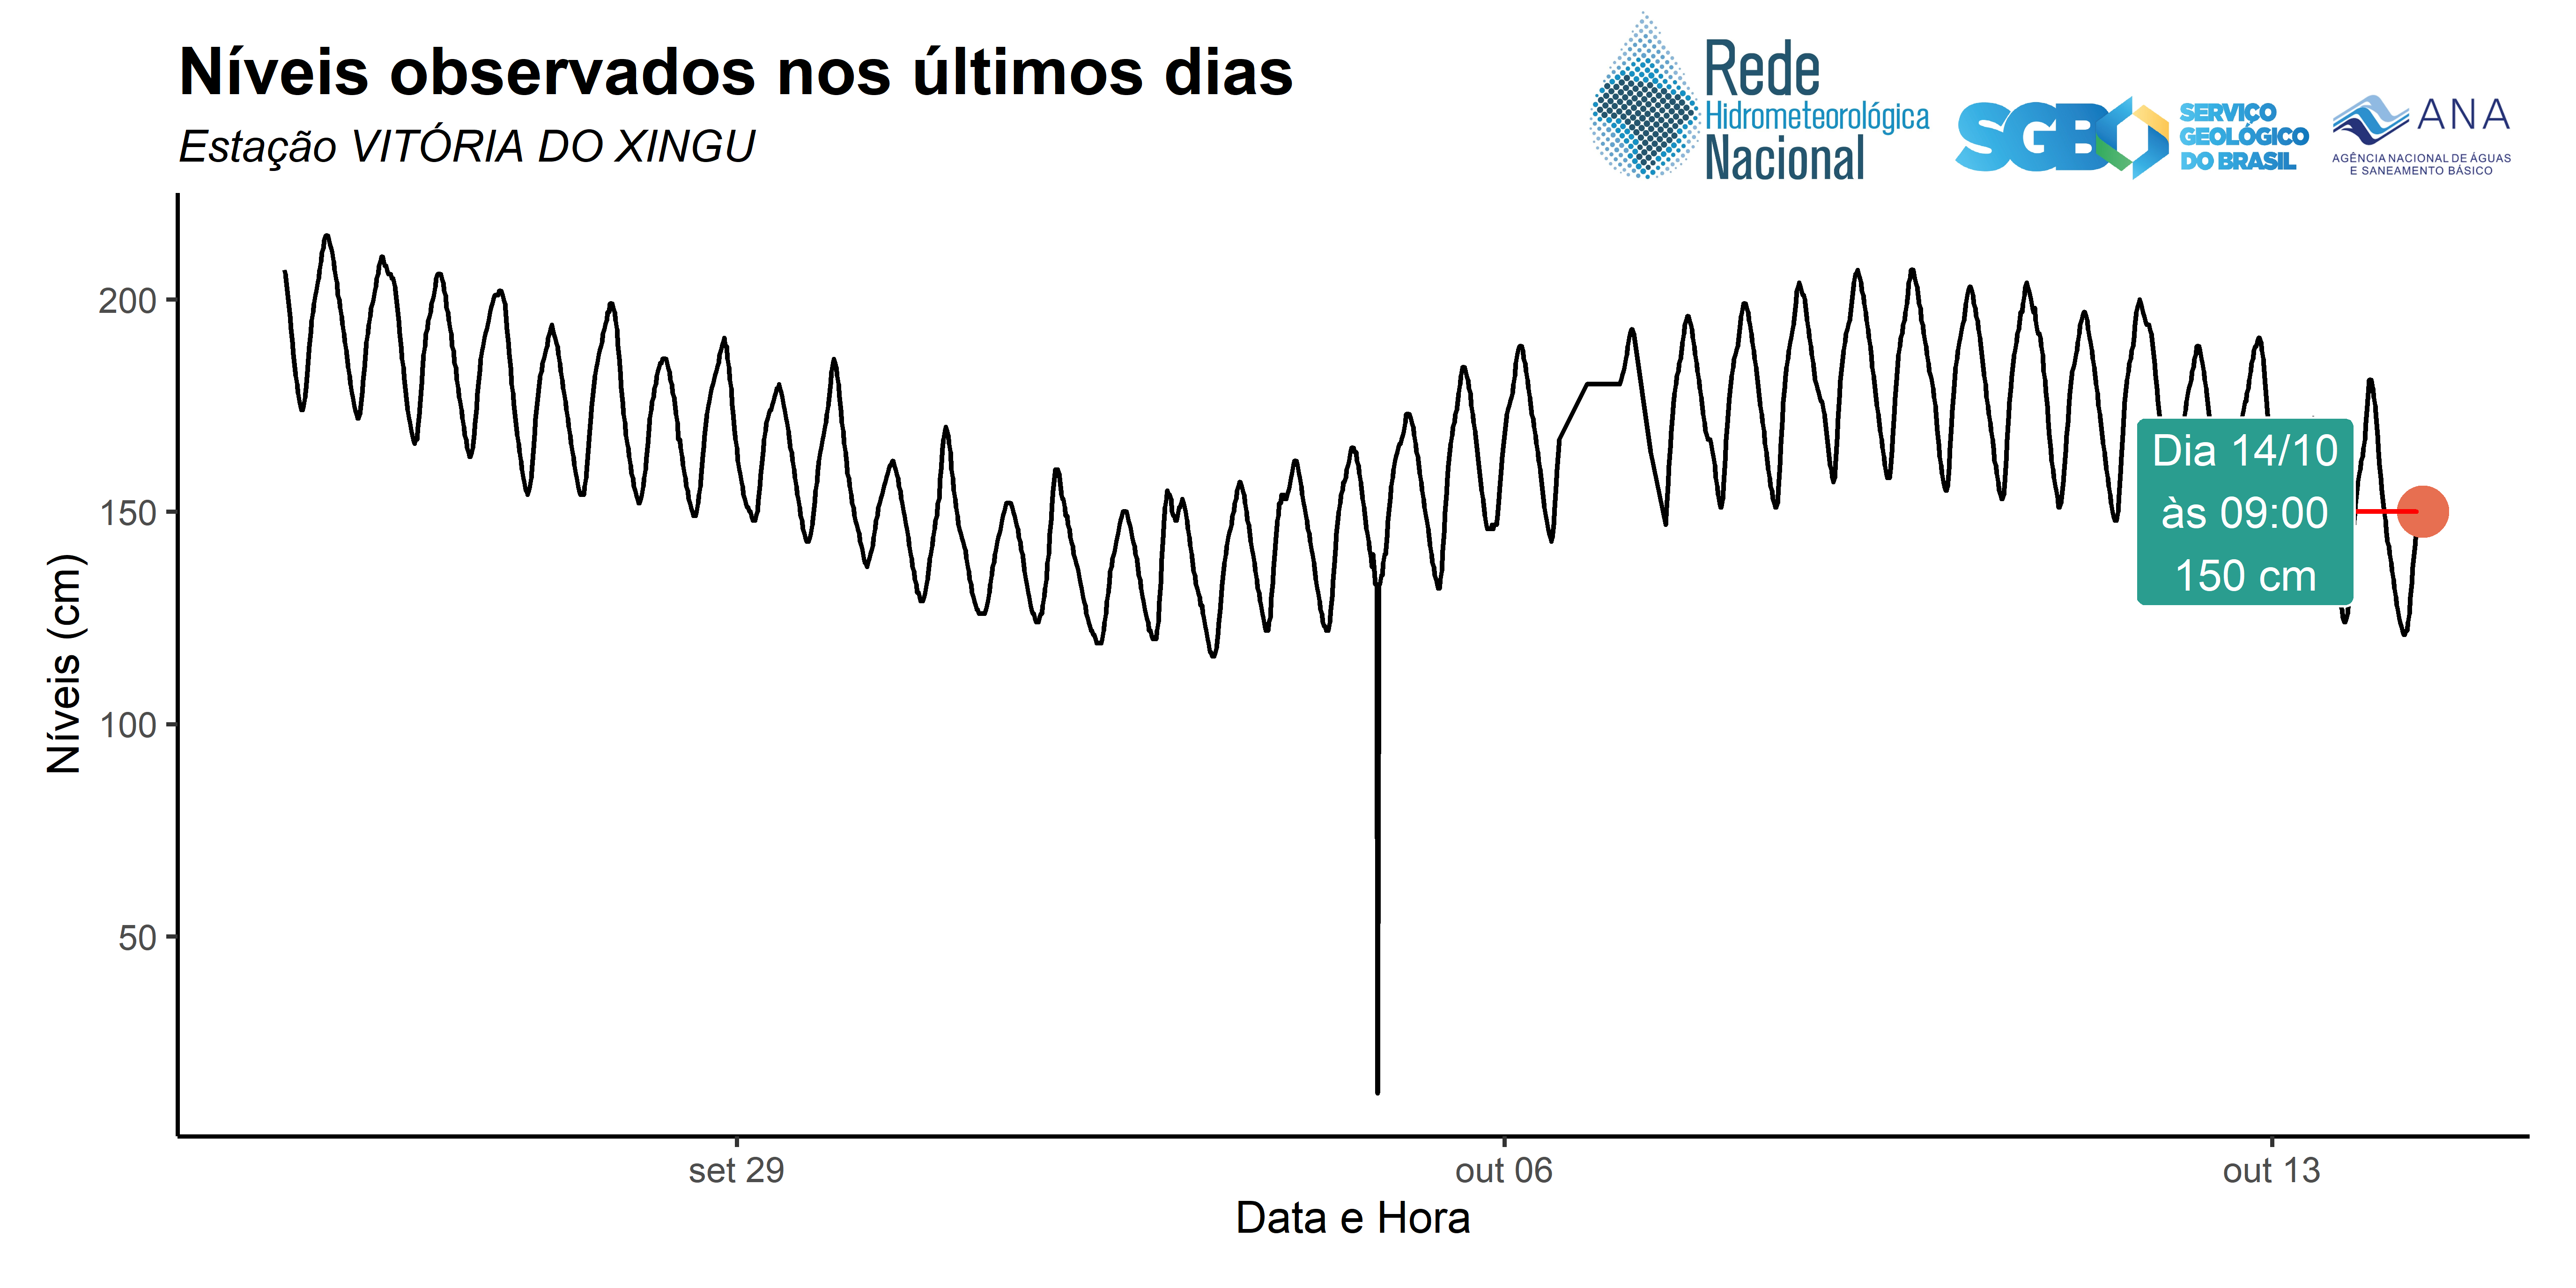 Níveis observados nos últimos dias
Estação VITÓRIA DO XINGU
Rede
Hidrometeorológica
Nacional
SGB
SERVIÇO
GEOLÓGICO
DO BRASIL
ANA
AGÊNCIA NACIONAL DE ÁGUAS
E SANEAMENTO BÁSICO
Níveis (cm)
200
150
100
50
Dia 14/10
às 09:00
150 cm
set 29
out 06
out 13
Data e Hora